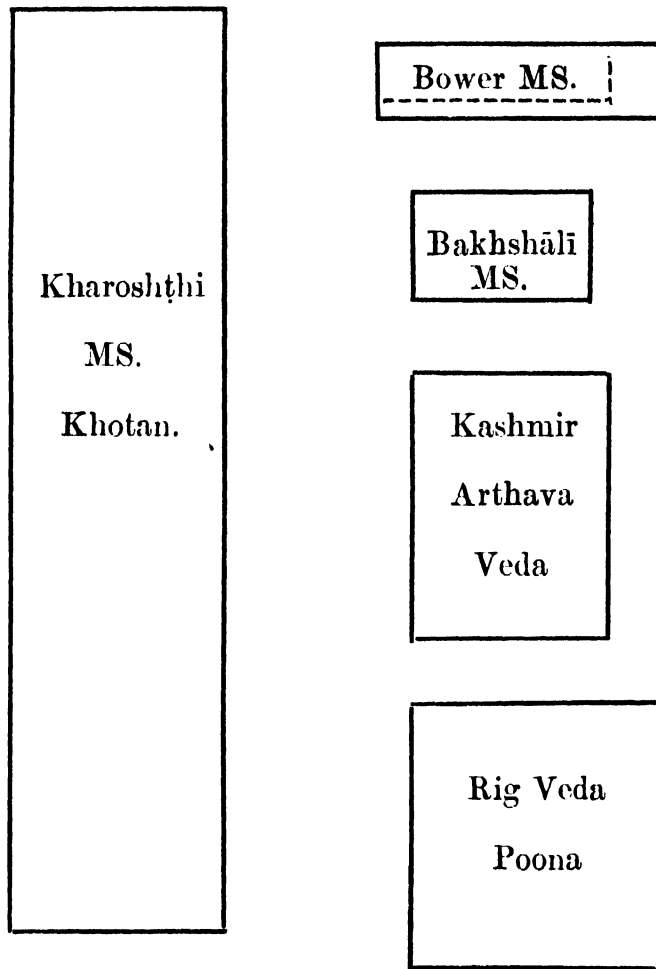 Kharoshṭhi
MS.
Khotan.
Bower MS.
Bakhshālī
MS.
Kashmir
Arthava
Veda
Rig Veda
Poona